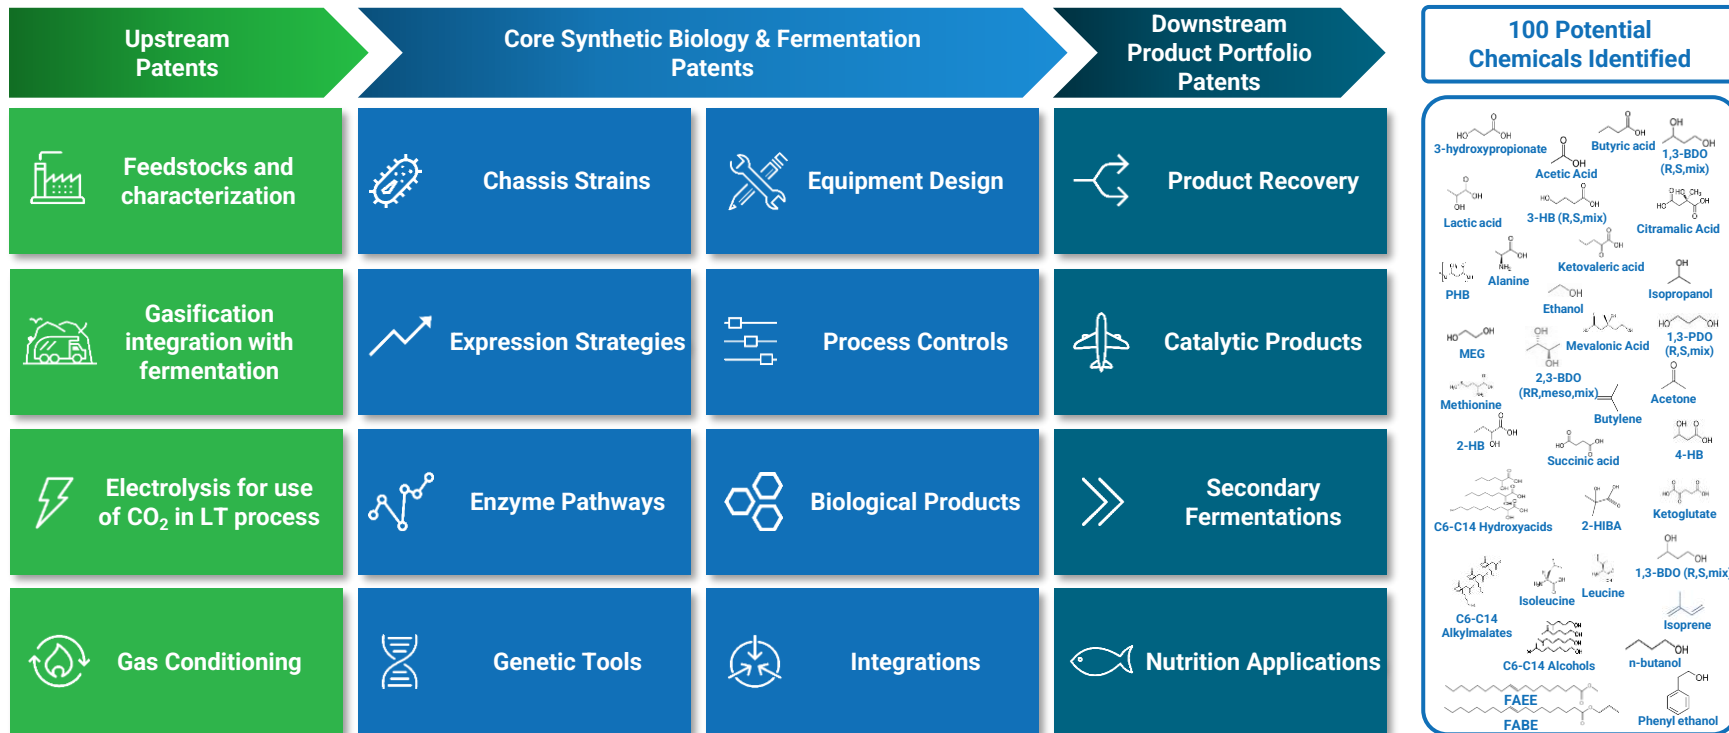 Upstream
Patents
Core Synthetic Biology & Fermentation
Patents
Downstream
Product Portfolio
Patents
100 Potential
Chemicals Identified
Feedstocks and
characterization
Chassis Strains
Equipment Design
Product Recovery
Gasification
integration with
fermentation
Expression Strategies
Process Controls
Catalytic Products
Electrolysis for use
of CO₂ in LT process
Enzyme Pathways
Biological Products
Secondary
Fermentations
Gas Conditioning
Genetic Tools
Integrations
Nutrition Applications
3-hydroxypropionate
Acetic Acid
Butyric acid
1,3-BDO
(R,S,mix)
Lactic acid
3-HB (R,S,mix)
Citramalic Acid
PHB
Alanine
Ketovaleric acid
Isopropanol
Ethanol
MEG
2,3-BDO
(RR,meso,mix)
Mevalonic Acid
1,3-PDO
(R,S,mix)
Methionine
Butylene
Acetone
2-HB
Succinic acid
4-HB
C6-C14 Hydroxyacids
2-HIBA
Ketoglutate
1,3-BDO (R,S,mix)
C6-C14
Alkylmalates
Isoleucine
Leucine
Isoprene
C6-C14 Alcohols
n-butanol
FAEE
FABE
Phenyl ethanol